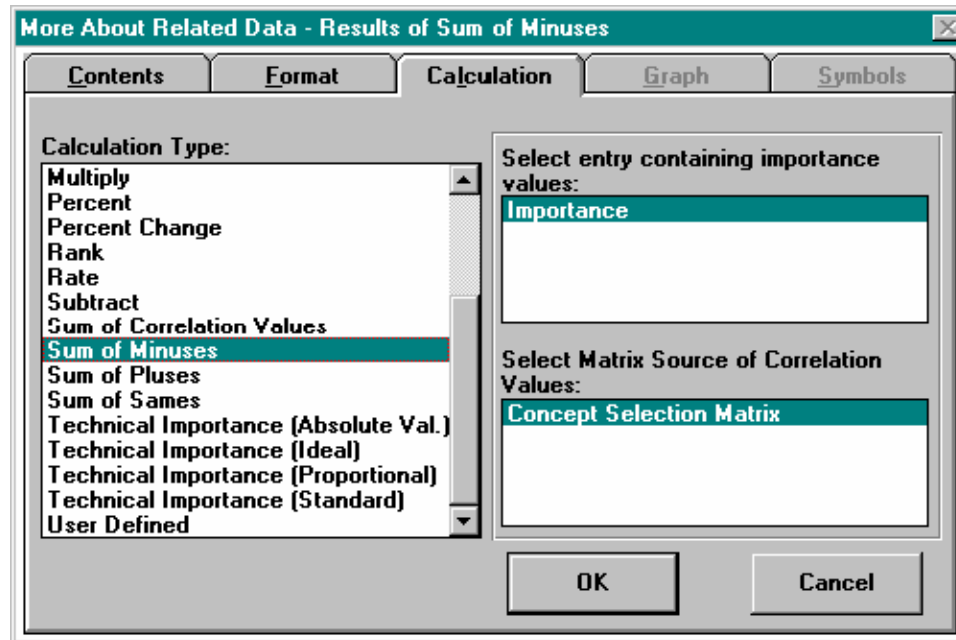 More About Related Data - Results of Sum of Minuses
Contents Format Calculation Graph Symbols
Calculation Type:
Multiply
Percent
Percent Change
Rank
Rate
Subtract
Sum of Correlation Values
Sum of Minuses
Sum of Pluses
Sum of Sames
Technical Importance (Absolute Val.)
Technical Importance (Ideal)
Technical Importance (Proportional)
Technical Importance (Standard)
User Defined
Select entry containing importance
values:
Importance
Select Matrix Source of Correlation
Values:
Concept Selection Matrix
OK Cancel